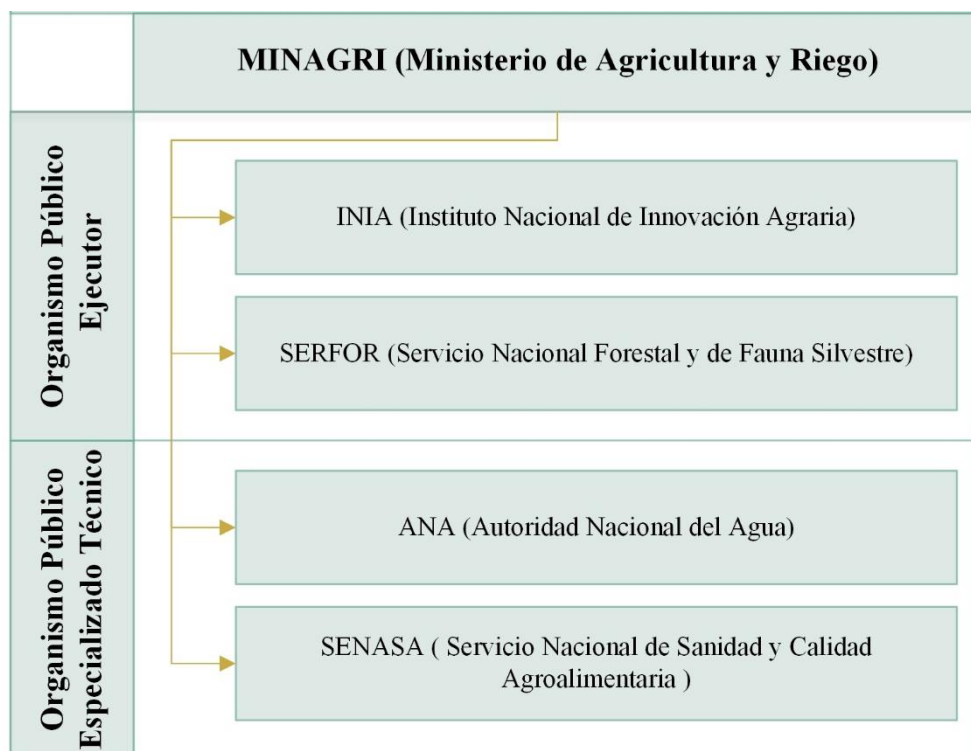 MINAGRI (Ministerio de Agricultura y Riego)
Organismo Público
Ejecutor
INIA (Instituto Nacional de Innovación Agraria)
SERFOR (Servicio Nacional Forestal y de Fauna Silvestre)
Organismo Público
Especializado Técnico
ANA (Autoridad Nacional del Agua)
SENASA ( Servicio Nacional de Sanidad y Calidad
Agroalimentaria )